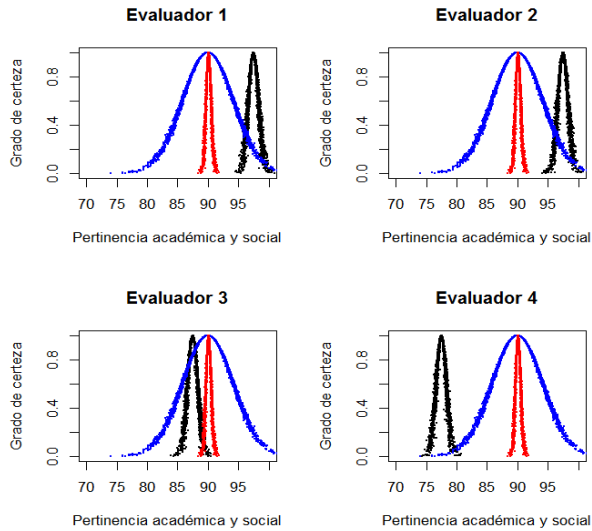 Evaluador 1
Grado de certeza
0.0 0.4 0.8
70 75 80 85 90 95
Pertinencia académica y social
Evaluador 2
Grado de certeza
0.0 0.4 0.8
70 75 80 85 90 95
Pertinencia académica y social
Evaluador 3
Grado de certeza
0.0 0.4 0.8
70 75 80 85 90 95
Pertinencia académica y social
Evaluador 4
Grado de certeza
0.0 0.4 0.8
70 75 80 85 90 95
Pertinencia académica y social